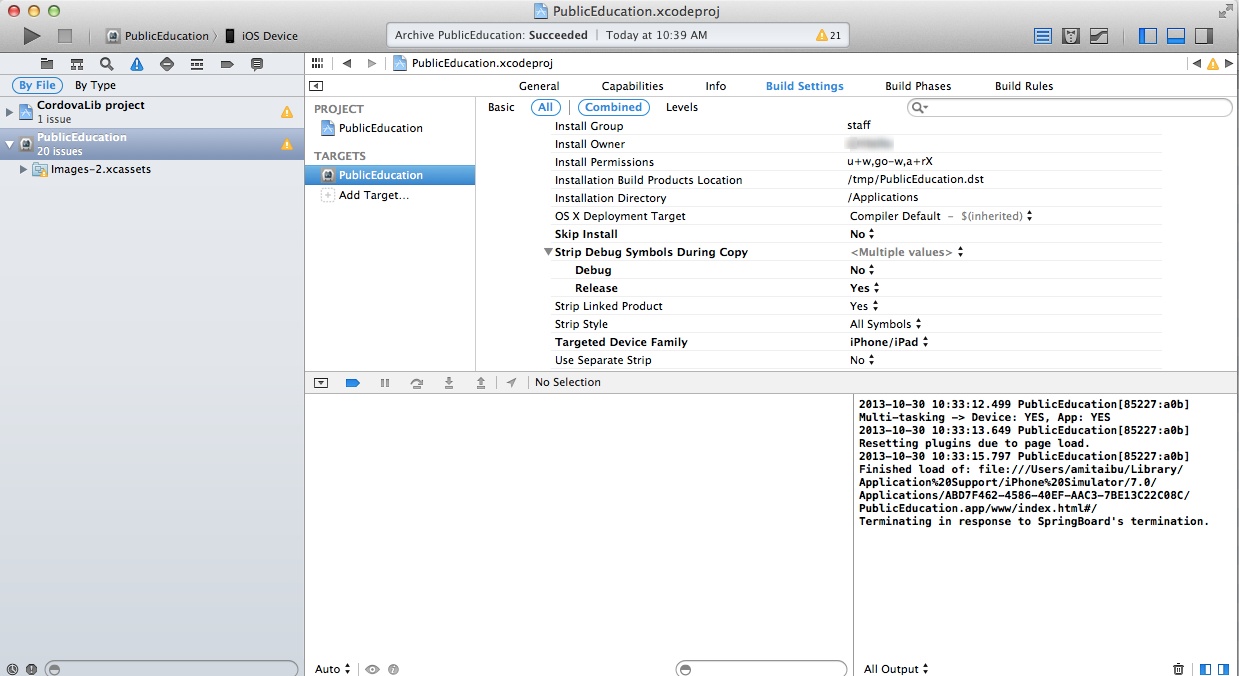 PublicEducation.xcodeproj
PublicEducation iOS Device
Archive PublicEducation: Succeeded | Today at 10:39 AM 21
PublicEducation.xcodeproj
By File By Type
CordovaLib project
1 issue
PublicEducation
20 issues
Images-2.xcassets
General Capabilities Info Build Settings Build Phases Build Rules
PROJECT
PublicEducation
TARGETS
PublicEducation
Add Target...
Basic All Combined Levels
Install Group staff
Install Owner
Install Permissions u+w,go-w,a+rX
Installation Build Products Location /tmp/PublicEducation.dst
Installation Directory /Applications
OS X Deployment Target Compiler Default - $(inherited)
Skip Install No
Strip Debug Symbols During Copy <Multiple values>
Debug No
Release Yes
Strip Linked Product Yes
Strip Style All Symbols
Targeted Device Family iPhone/iPad
Use Separate Strip No
No Selection
2013-10-30 10:33:12.499 PublicEducation[85227:a0b]
Multi-tasking -> Device: YES, App: YES
2013-10-30 10:33:13.649 PublicEducation[85227:a0b]
Resetting plugins due to page load.
2013-10-30 10:33:15.797 PublicEducation[85227:a0b]
Finished load of: file:///Users/amitaibu/Library/
Application%20Support/iPhone%20Simulator/7.0/
Applications/ABD7F462-4586-40EF-AAC3-7BE13C22C08C/
PublicEducation.app/www/index.html#/
Terminating in response to SpringBoard's termination.
Auto
All Output